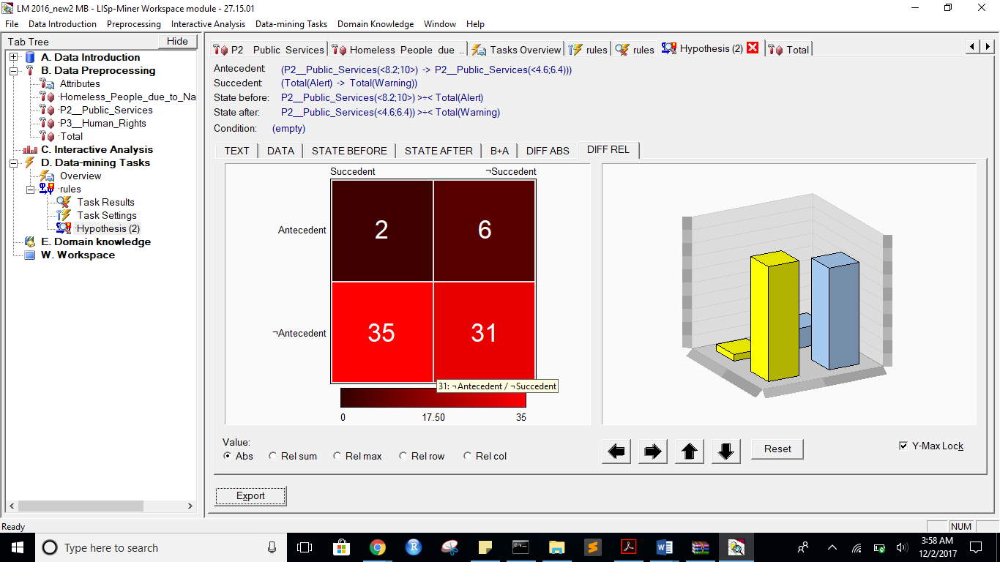 LM 2016_new2 MB - LISp-Miner Workspace module - 27.15.01
File Data Introduction Preprocessing Interactive Analysis Data-mining Tasks Domain Knowledge Window Help
Tab Tree Hide
A. Data Introduction
B. Data Preprocessing
Attributes
·Homeless_People_due_to_Na
·P2__Public_Services
·P3__Human_Rights
·Total
C. Interactive Analysis
D. Data-mining Tasks
Overview
·rules
Task Results
Task Settings
·Hypothesis (2)
E. Domain knowledge
W. Workspace
P2 Public Services Homeless People due .. Tasks Overview rules rules Hypothesis (2) Total
Antecedent: (P2__Public_Services(<8.2;10>) -> P2__Public_Services(<4.6;6.4)))
Succedent: (Total(Alert) -> Total(Warning))
State before: P2__Public_Services(<8.2;10>) >÷< Total(Alert)
State after: P2__Public_Services(<4.6;6.4)) >÷< Total(Warning)
Condition: (empty)
TEXT DATA STATE BEFORE STATE AFTER B+A DIFF ABS DIFF REL
Succedent ¬Succedent
Antecedent 2 6
¬Antecedent 35 31
31: ¬Antecedent / ¬Succedent
0 17.50 35
Value:
Abs Rel sum Rel max Rel row Rel col
Reset
Y-Max Lock
Export
Ready NUM
Type here to search
3:58 AM
12/2/2017